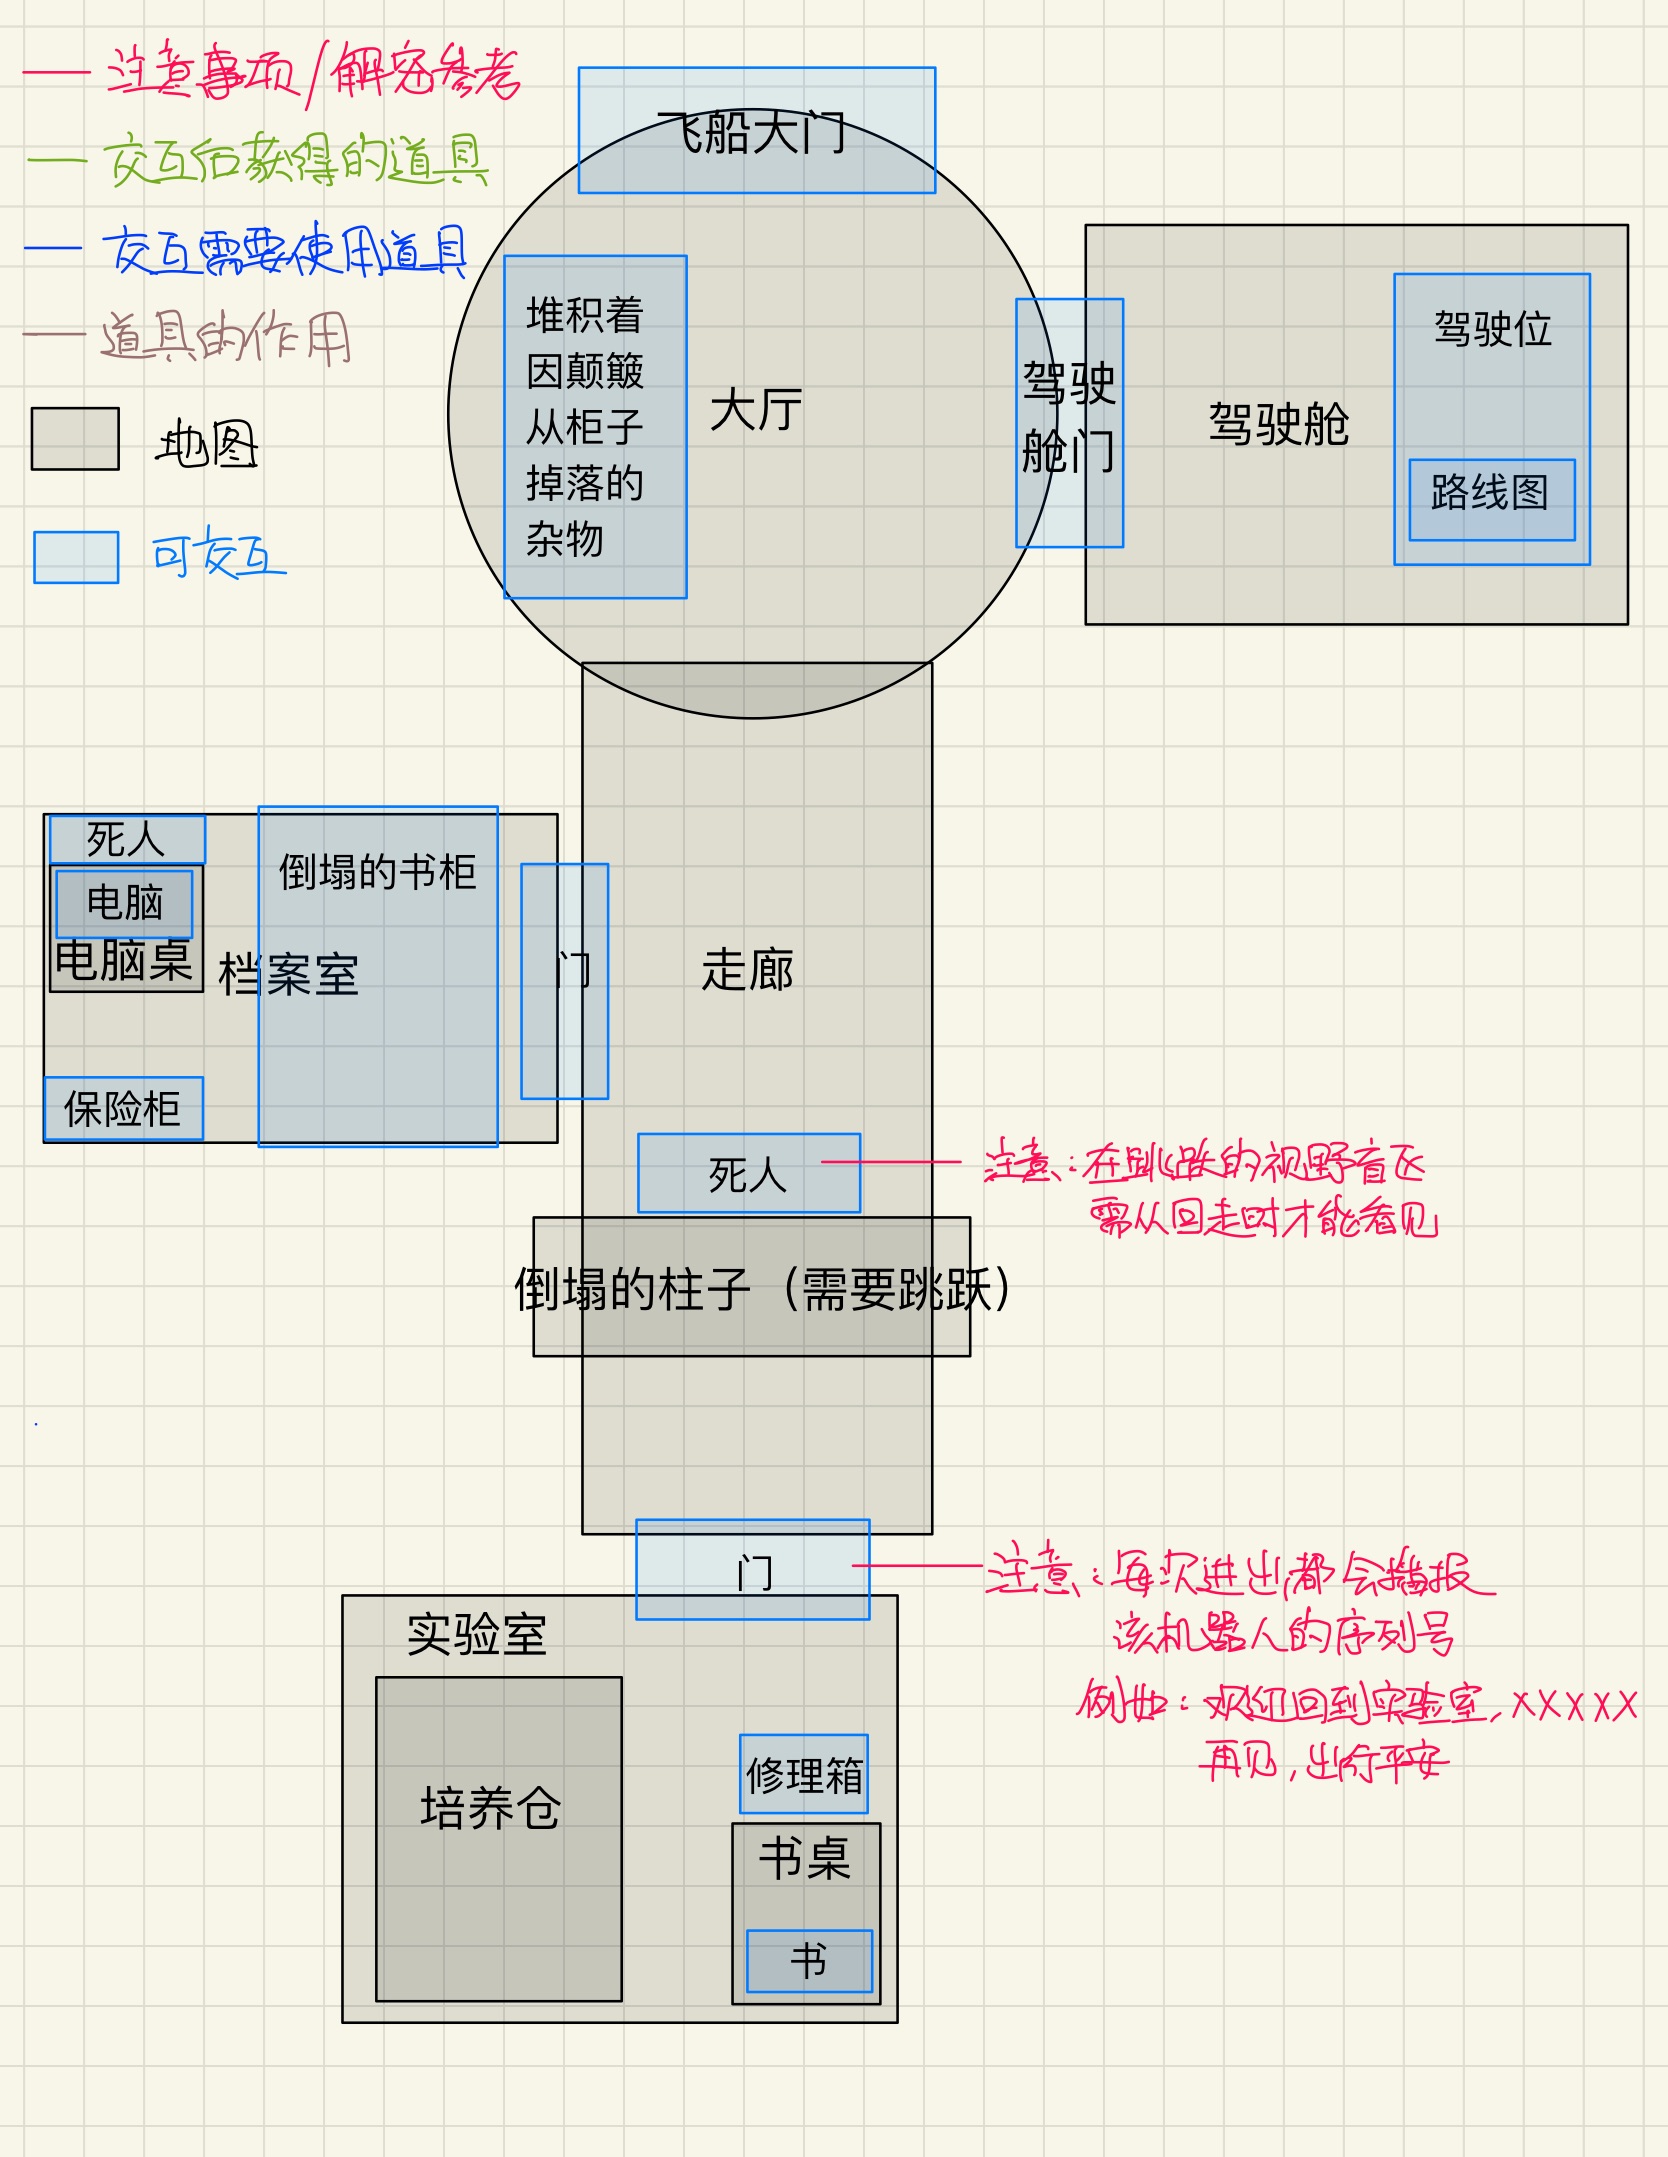 注意事项/解密参考
交互后获得的道具
交互需要使用道具
道具的作用
地图
可交互
飞船大门
堆积着
因颠簸
从柜子
掉落的
杂物
大厅
驾驶
舱门
驾驶舱
驾驶位
路线图
死人
电脑
电脑桌
档案室
倒塌的书柜
保险柜
门
走廊
死人
注意:在跳跃的视野盲区
需从回走时才能看见
倒塌的柱子（需要跳跃）
门
注意:每次进出都会播报
该机器人的序列号
例如:欢迎回到实验室,XXXXX
再见,出行平安
实验室
培养仓
修理箱
书桌
书